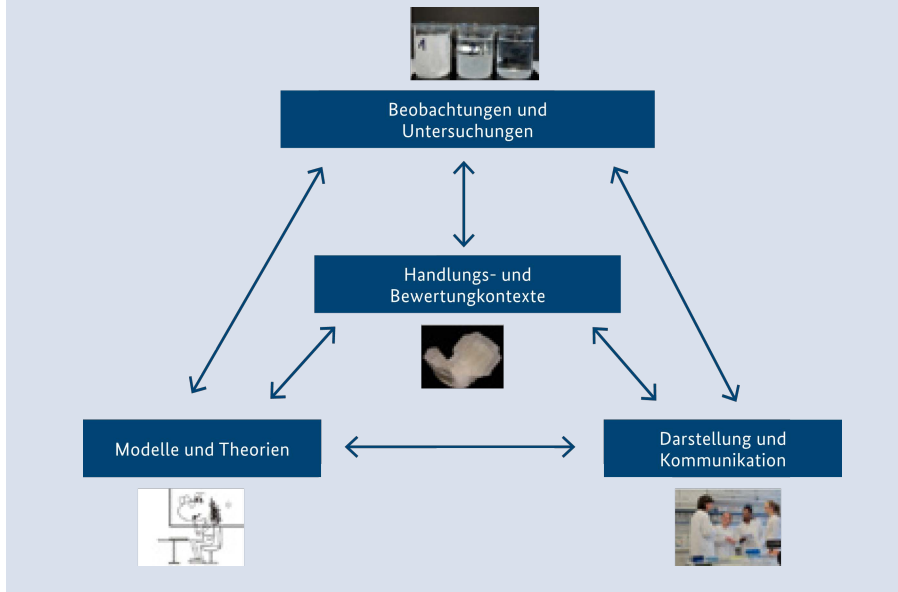 Beobachtungen und
Untersuchungen
Handlungs- und
Bewertungkontexte
Modelle und Theorien
Darstellung und
Kommunikation